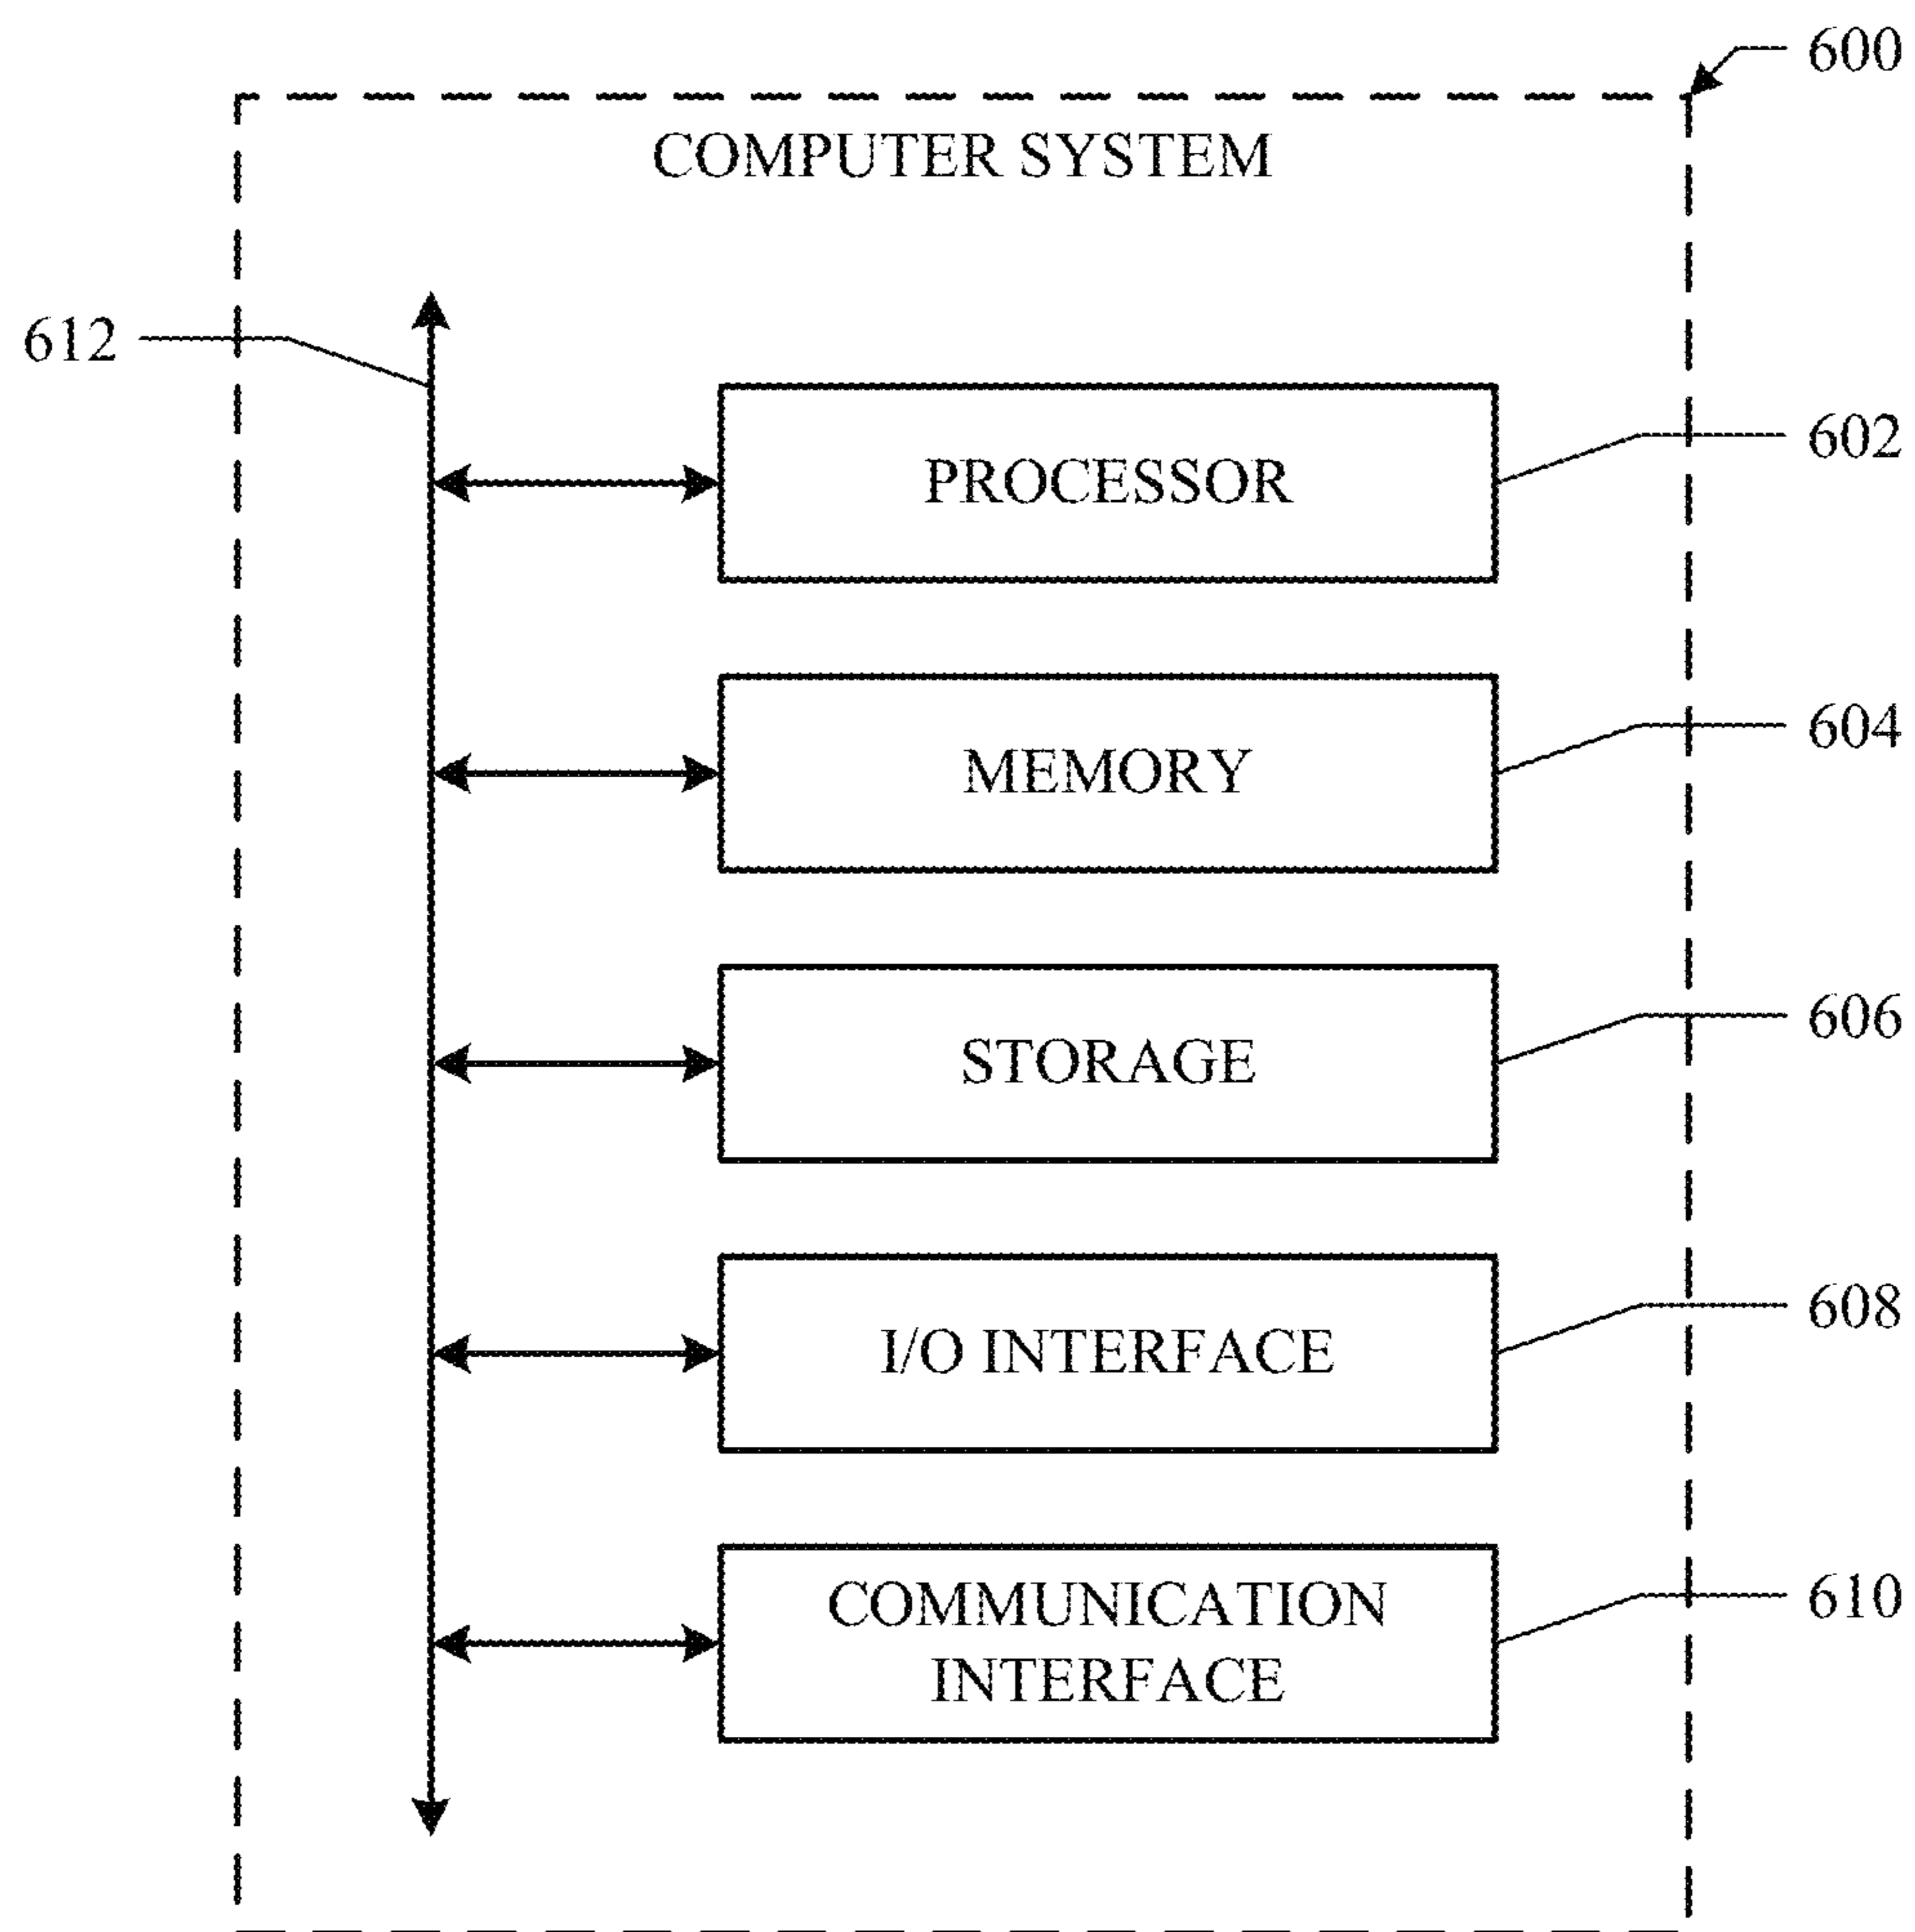 600
COMPUTER SYSTEM
612
602
PROCESSOR
604
MEMORY
606
STORAGE
608
I/O INTERFACE
610
COMMUNICATION
INTERFACE